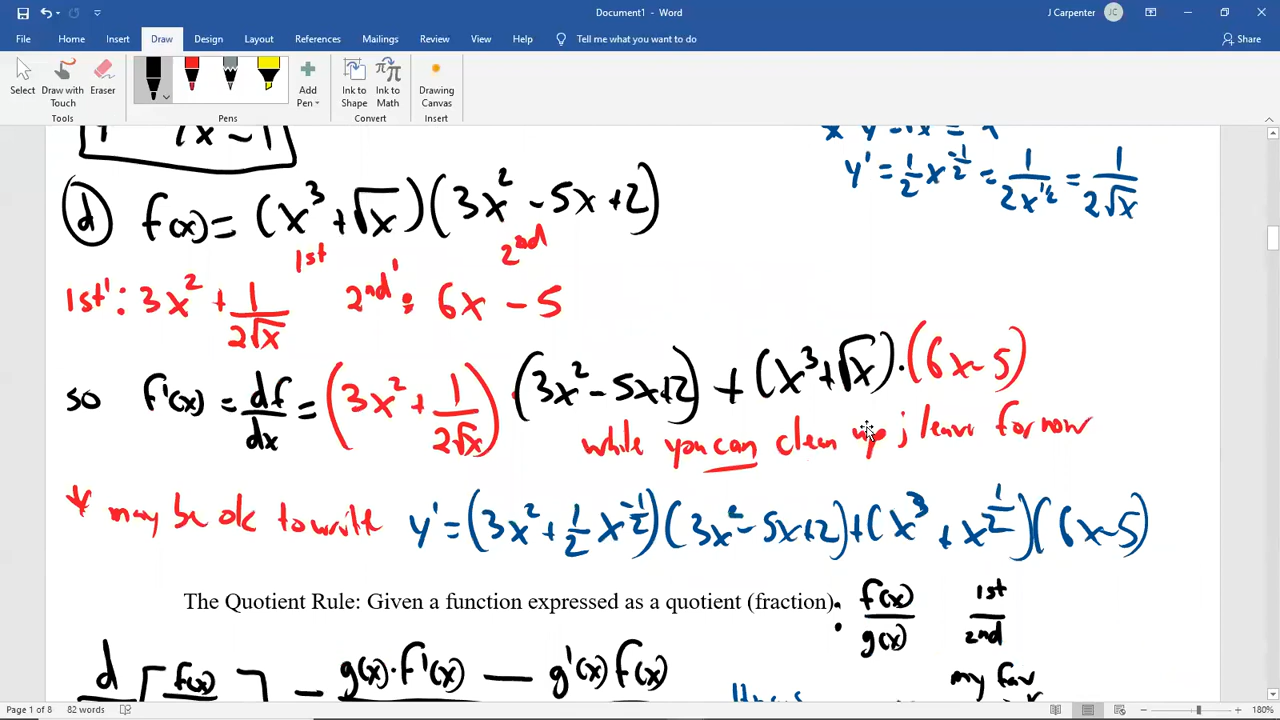 Document1 - Word
J Carpenter JC
File Home Insert Draw Design Layout References Mailings Review View Help Tell me what you want to do Share
Select Draw with Touch Eraser Add Pen Ink to Shape Ink to Math Drawing Canvas
Tools Pens Convert Insert
y' = 1/2 x^(-1/2) = 1/(2x^(1/2)) = 1/(2√x)
(d) f(x) = (x³ + √x)(3x² - 5x + 2)
1st 2nd
1st': 3x² + 1/(2√x) 2nd': 6x - 5
so f'(x) = df/dx = (3x² + 1/(2√x)) · (3x² - 5x + 2) + (x³ + √x) · (6x - 5)
while you can clean up; leave for now
* may be ok to write y' = (3x² + 1/2 x^(-1/2))(3x² - 5x + 2) + (x³ + x^(1/2))(6x - 5)
The Quotient Rule: Given a function expressed as a quotient (fraction): f(x)/g(x) 1st/2nd
my fav
g(x)·f'(x) — g'(x) f(x)
d [ f(x) ]
Page 1 of 8 82 words 180%